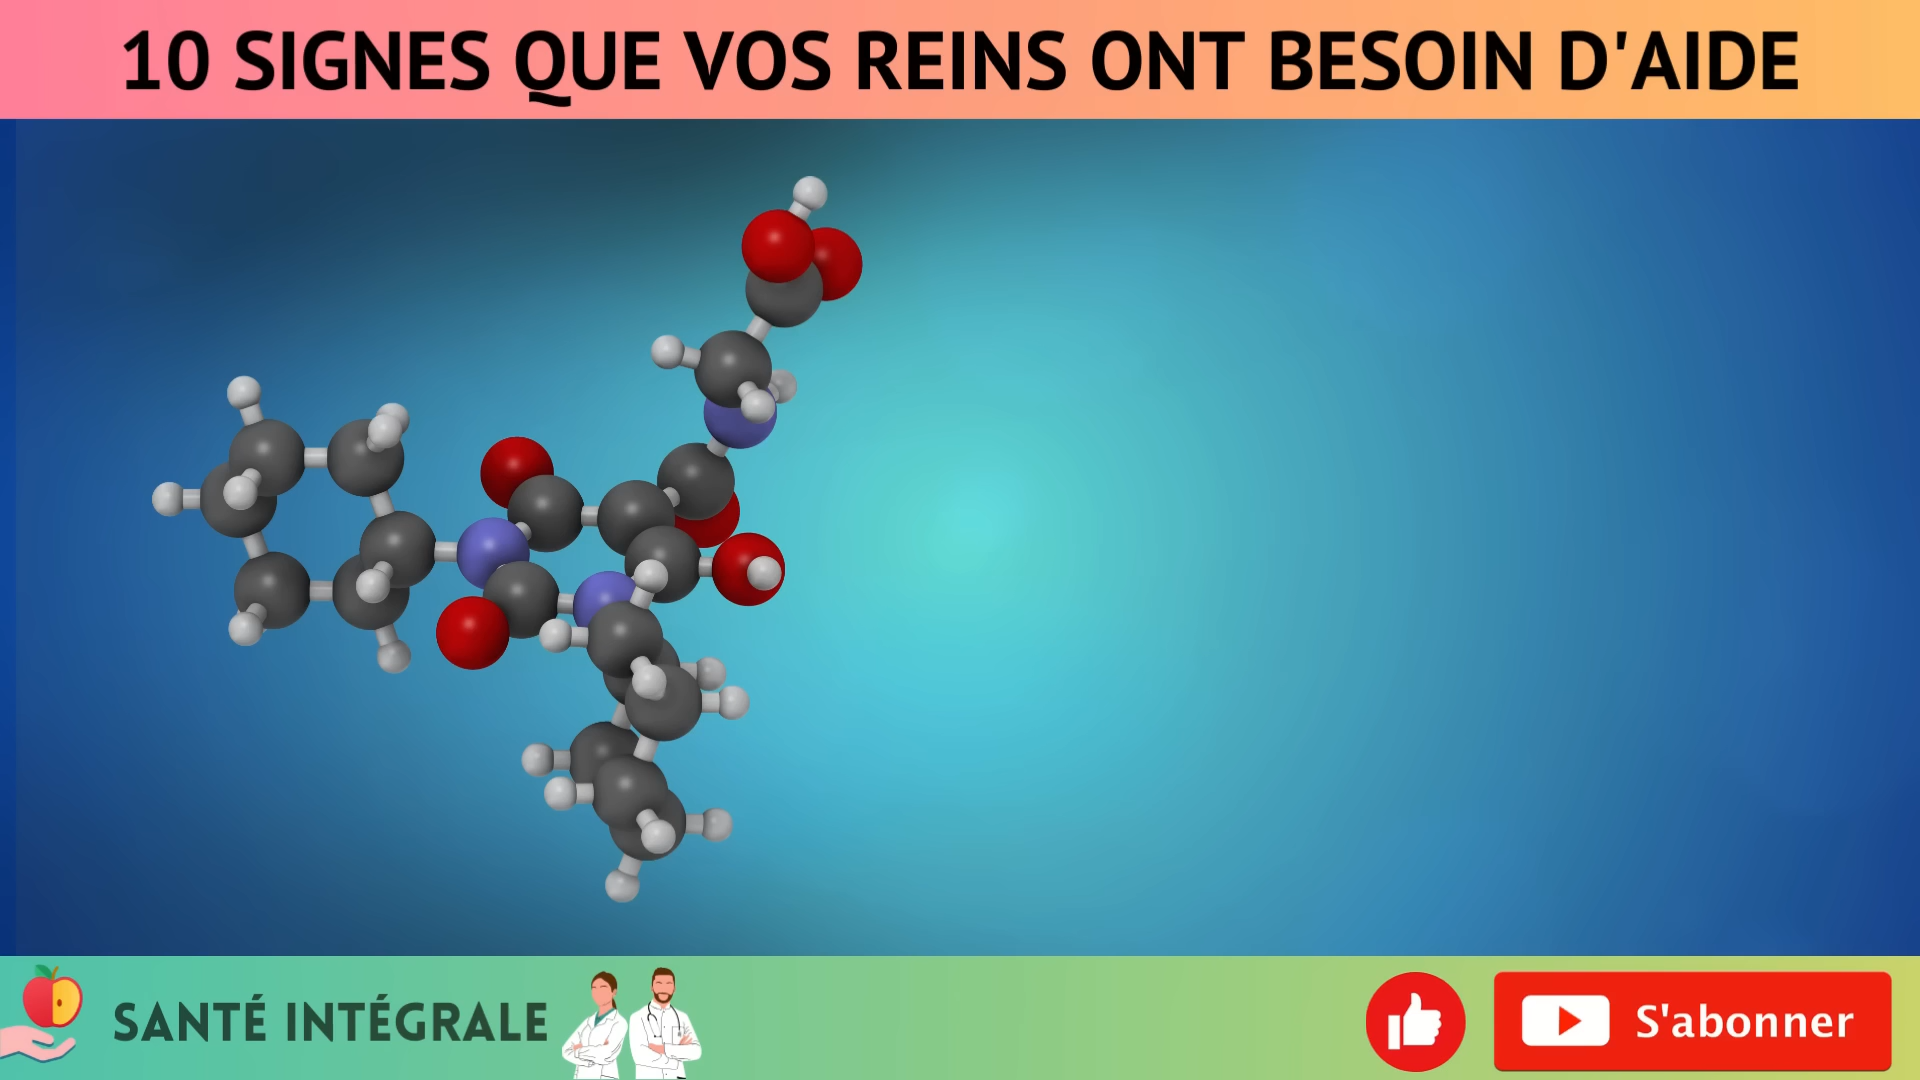 10 SIGNES QUE VOS REINS ONT BESOIN D'AIDE
SANTÉ INTÉGRALE
S'abonner